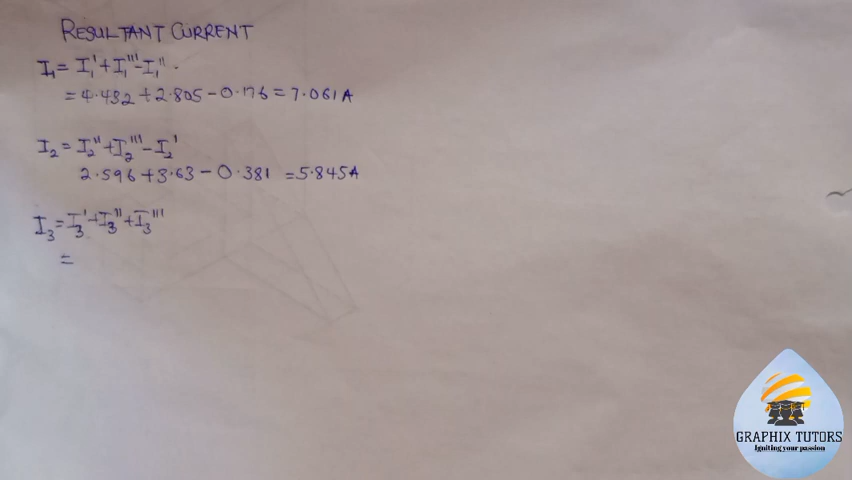 RESULTANT CURRENT
I₁ = I₁' + I₁''' - I₁''
= 4.432 + 2.805 - 0.176 = 7.061A
I₂ = I₂'' + I₂''' - I₂'
2.596 + 3.63 - 0.381 = 5.845A
I₃ = I₃' + I₃'' + I₃'''
=
GRAPHIX TUTORS
Igniting your passion